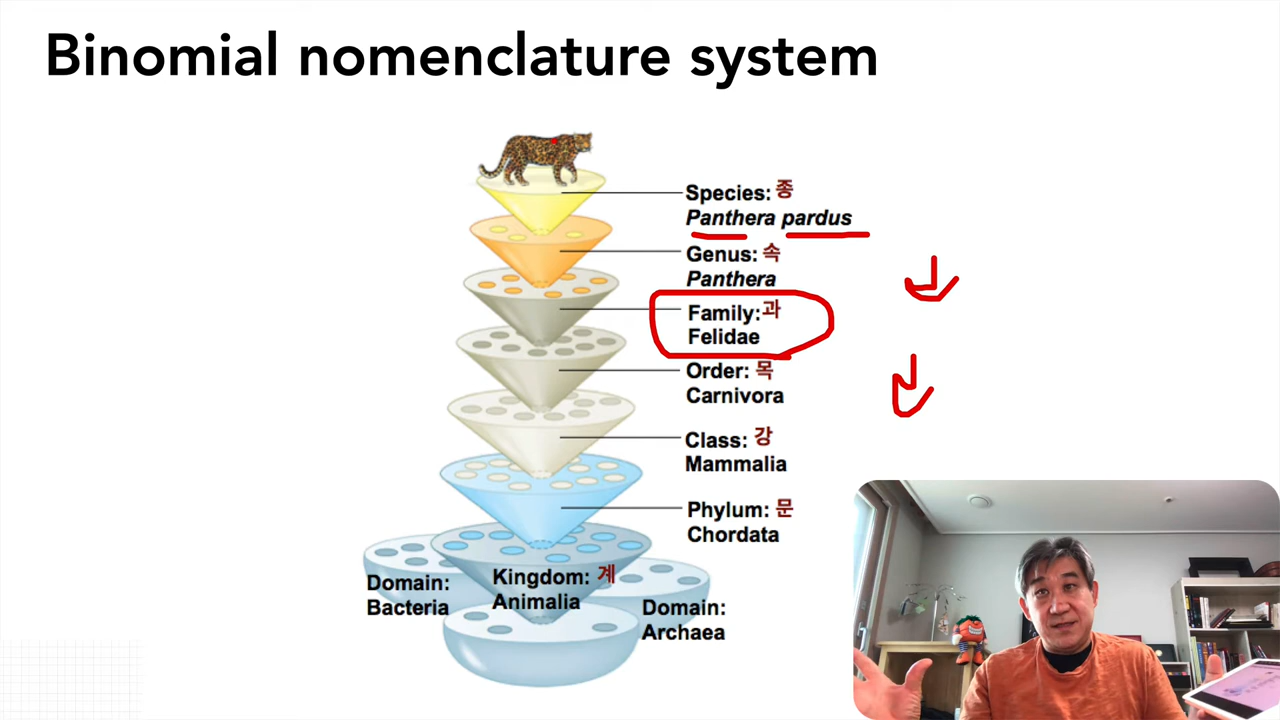 Binomial nomenclature system
Species: 종
Panthera pardus
Genus: 속
Panthera
Family:과
Felidae
Order: 목
Carnivora
Class: 강
Mammalia
Phylum: 문
Chordata
Kingdom: 계
Animalia
Domain:
Bacteria
Domain:
Archaea